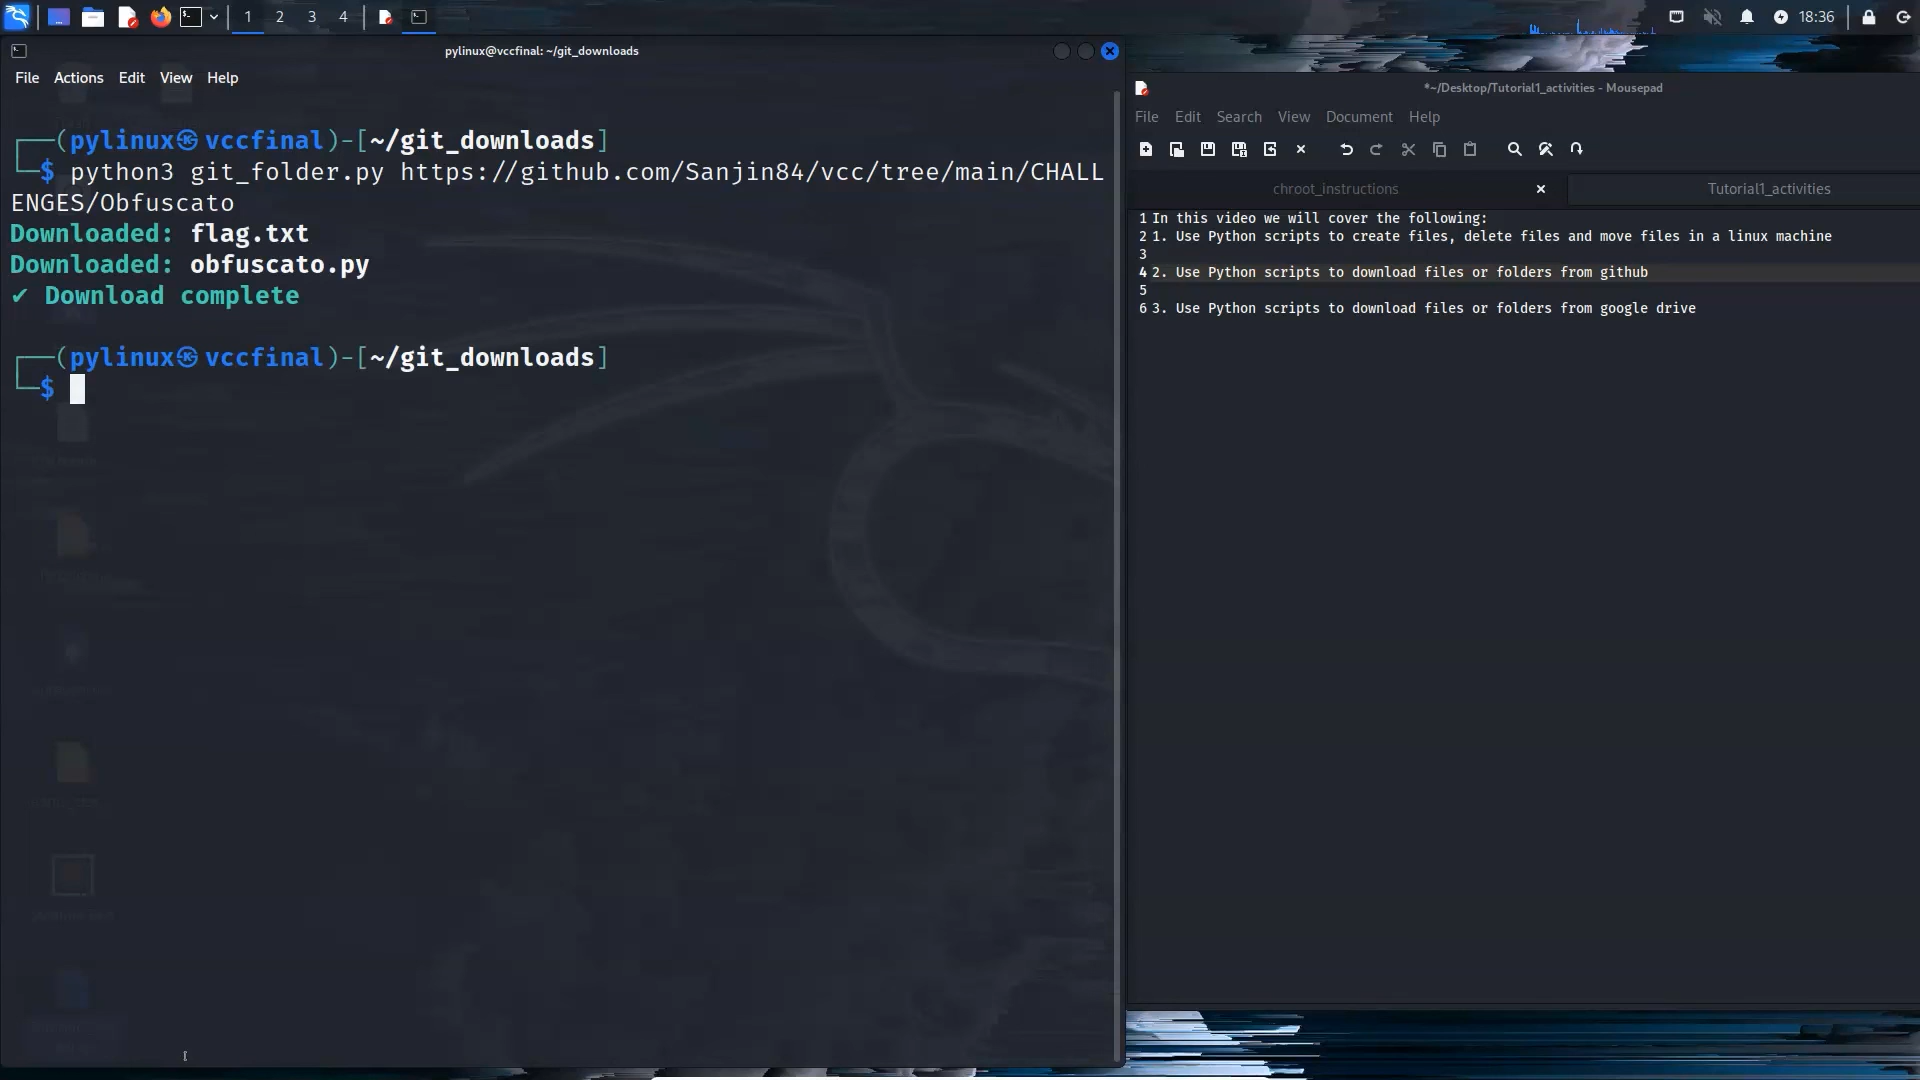 1 2 3 4
18:36
pylinux@vccfinal: ~/git_downloads
File Actions Edit View Help
┌──(pylinux㉿vccfinal)-[~/git_downloads]
└─$ python3 git_folder.py https://github.com/Sanjin84/vcc/tree/main/CHALL
ENGES/Obfuscato
Downloaded: flag.txt
Downloaded: obfuscato.py
✔ Download complete
┌──(pylinux㉿vccfinal)-[~/git_downloads]
└─$
*~/Desktop/Tutorial1_activities - Mousepad
File Edit Search View Document Help
chroot_instructions
Tutorial1_activities
1 In this video we will cover the following:
2 1. Use Python scripts to create files, delete files and move files in a linux machine
3
4 2. Use Python scripts to download files or folders from github
5
6 3. Use Python scripts to download files or folders from google drive